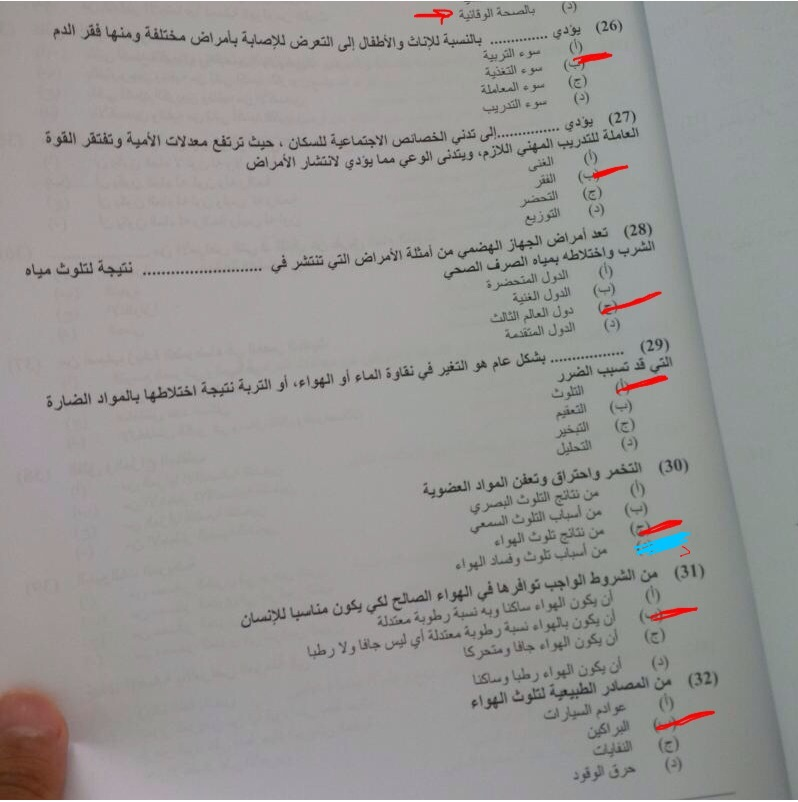 (د) بالصحة الوقائية
(26) يؤدي ............. بالنسبة للإناث والأطفال إلى التعرض للإصابة بأمراض مختلفة ومنها فقر الدم
(أ) سوء التربية
(ب) سوء التغذية
(ج) سوء المعاملة
(د) سوء التدريب
(27) يؤدي ..............إلى تدني الخصائص الاجتماعية للسكان ، حيث ترتفع معدلات الأمية وتفتقر القوة
العاملة للتدريب المهني اللازم، ويتدنى الوعي مما يؤدي لانتشار الأمراض
(أ) الغنى
(ب) الفقر
(ج) التحضر
(د) التوزيع
(28) تعد أمراض الجهاز الهضمي من أمثلة الأمراض التي تنتشر في ........................ نتيجة لتلوث مياه
الشرب واختلاطه بمياه الصرف الصحي
(أ) الدول المتحضرة
(ب) الدول الغنية
(ج) دول العالم الثالث
(د) الدول المتقدمة
(29) ................ بشكل عام هو التغير في نقاوة الماء أو الهواء، أو التربة نتيجة اختلاطها بالمواد الضارة
التي قد تسبب الضرر
(أ) التلوث
(ب) التعقيم
(ج) التبخير
(د) التحليل
(30) التخمر واحتراق وتعفن المواد العضوية
(أ) من نتائج التلوث البصري
(ب) من أسباب التلوث السمعي
(ج) من نتائج تلوث الهواء
من أسباب تلوث وفساد الهواء
(31) من الشروط الواجب توافرها في الهواء الصالح لكي يكون مناسبا للإنسان
(أ) أن يكون الهواء ساكنا وبه نسبة رطوبة معتدلة
(ب) أن يكون بالهواء نسبة رطوبة معتدلة أي ليس جافا ولا رطبا
(ج) أن يكون الهواء جافا ومتحركا
(د) أن يكون الهواء رطبا وساكنا
(32) من المصادر الطبيعية لتلوث الهواء
(أ) عوادم السيارات
(ب) البراكين
(ج) النفايات
(د) حرق الوقود